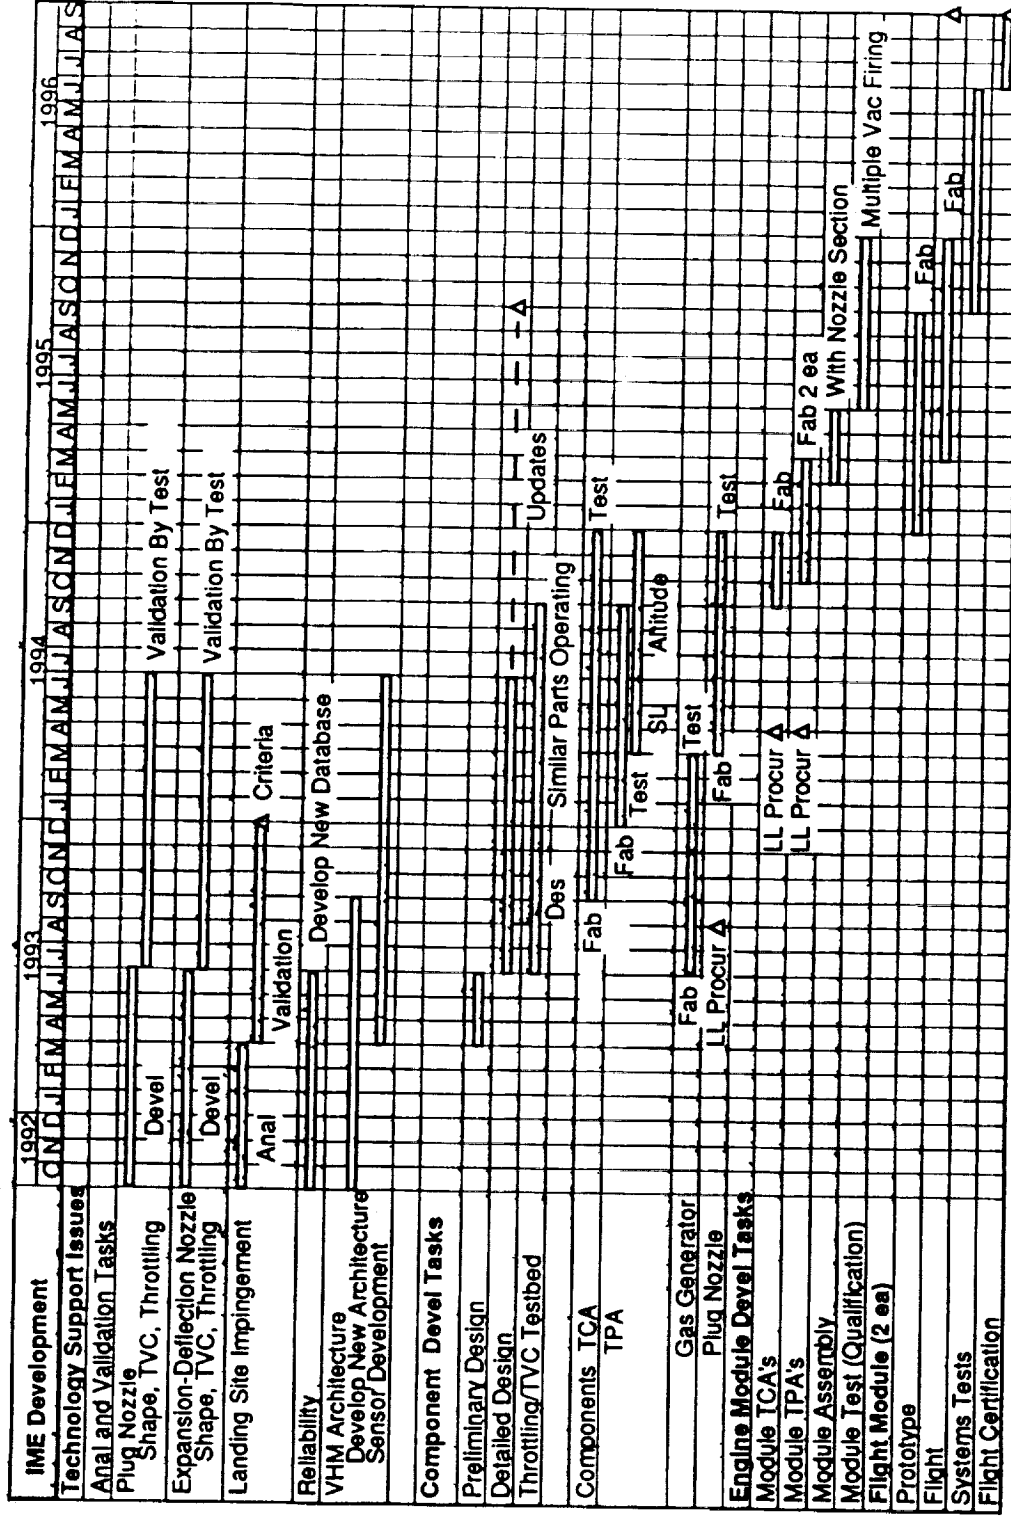 IME Development
1992 1993 1994 1995 1996
O N D J F M A M J J A S O N D J F M A M J J A S O N D J F M A M J J A S O N D J F M A M J J A S
Technology Support Issues
Anal and Validation Tasks
Plug Nozzle
Shape, TVC, Throttling
Devel Validation By Test
Expansion-Deflection Nozzle
Shape, TVC, Throttling
Devel Validation By Test
Landing Site Impingement
Anal Validation Criteria
Reliability
Develop New Database
VHM Architecture
Develop New Architecture
Sensor Development
Component Devel Tasks
Preliminary Design
Detailed Design
Updates
Throttling/TVC Testbed
Des Similar Parts Operating
Components TCA
Fab Test
TPA
Fab Test
SL Altitude
Gas Generator
Fab Test
Plug Nozzle
LL Procur Fab Test
Engine Module Devel Tasks
Module TCA's
LL Procur Fab
Module TPA's
LL Procur Fab 2 ea
Module Assembly
With Nozzle Section
Module Test (Qualification)
Multiple Vac Firing
Flight Module (2 ea)
Prototype
Fab
Flight
Fab
Systems Tests
Flight Certification